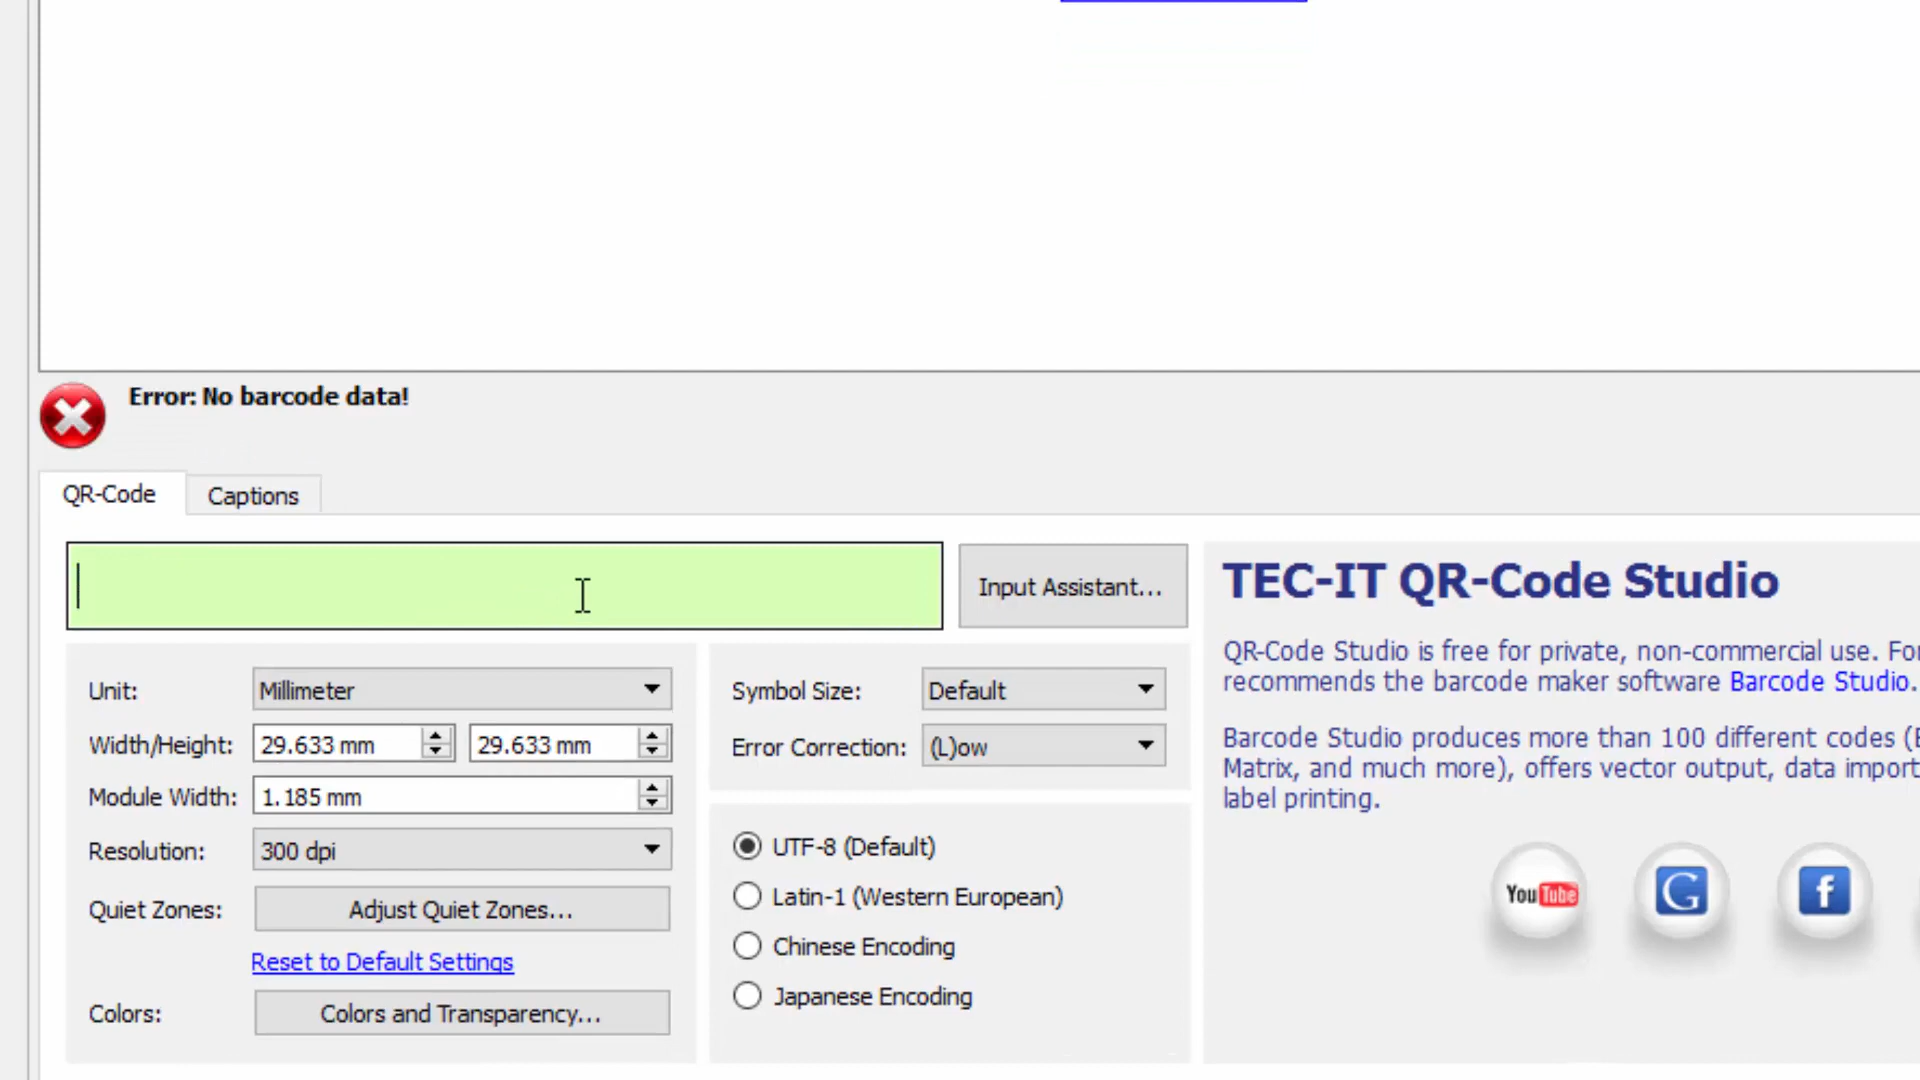 Error: No barcode data!
QR-Code
Captions
Input Assistant...
Unit:
Millimeter
Width/Height:
29.633 mm
29.633 mm
Module Width:
1.185 mm
Resolution:
300 dpi
Quiet Zones:
Adjust Quiet Zones...
Reset to Default Settings
Colors:
Colors and Transparency...
Symbol Size:
Default
Error Correction:
(L)ow
UTF-8 (Default)
Latin-1 (Western European)
Chinese Encoding
Japanese Encoding
TEC-IT QR-Code Studio
QR-Code Studio is free for private, non-commercial use.
recommends the barcode maker software Barcode Studio.
Barcode Studio produces more than 100 different codes
Matrix, and much more), offers vector output, data import
label printing.
YouTube
G
f